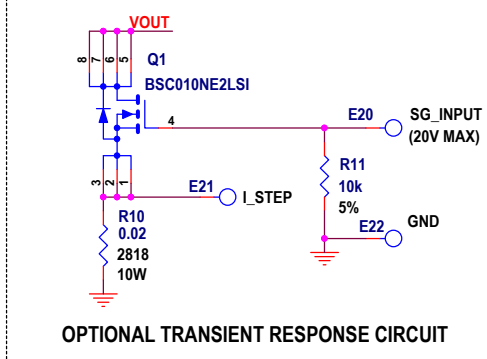 VOUT
8
7
6
5
Q1
BSC010NE2LSI
4
E20
SG_INPUT
(20V MAX)
R11
10k
5%
3
2
1
E21
I_STEP
E22
GND
R10
0.02
2818
10W
OPTIONAL TRANSIENT RESPONSE CIRCUIT